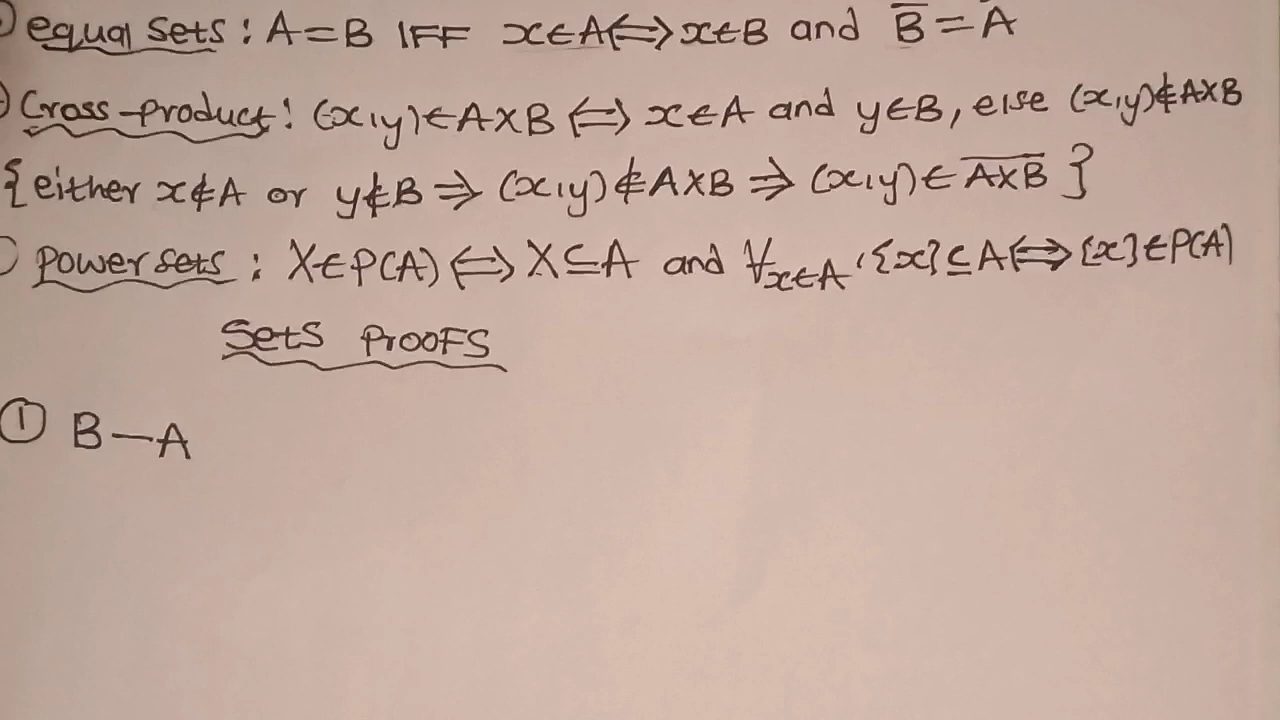 equal sets : A = B IFF x∈A⟺x∈B and B̅ = A̅
Cross-product : (x,y)∈A×B ⟺ x∈A and y∈B, else (x,y)∉A×B
{either x∉A or y∉B ⇒ (x,y)∉A×B ⇒ (x,y)∈ A̅×̅B̅ }
power sets : X∈P(A) ⟺ X⊆A and ∀x∈A, {x}⊆A⟺{x}∈P(A)
Sets ProoFS
① B—A